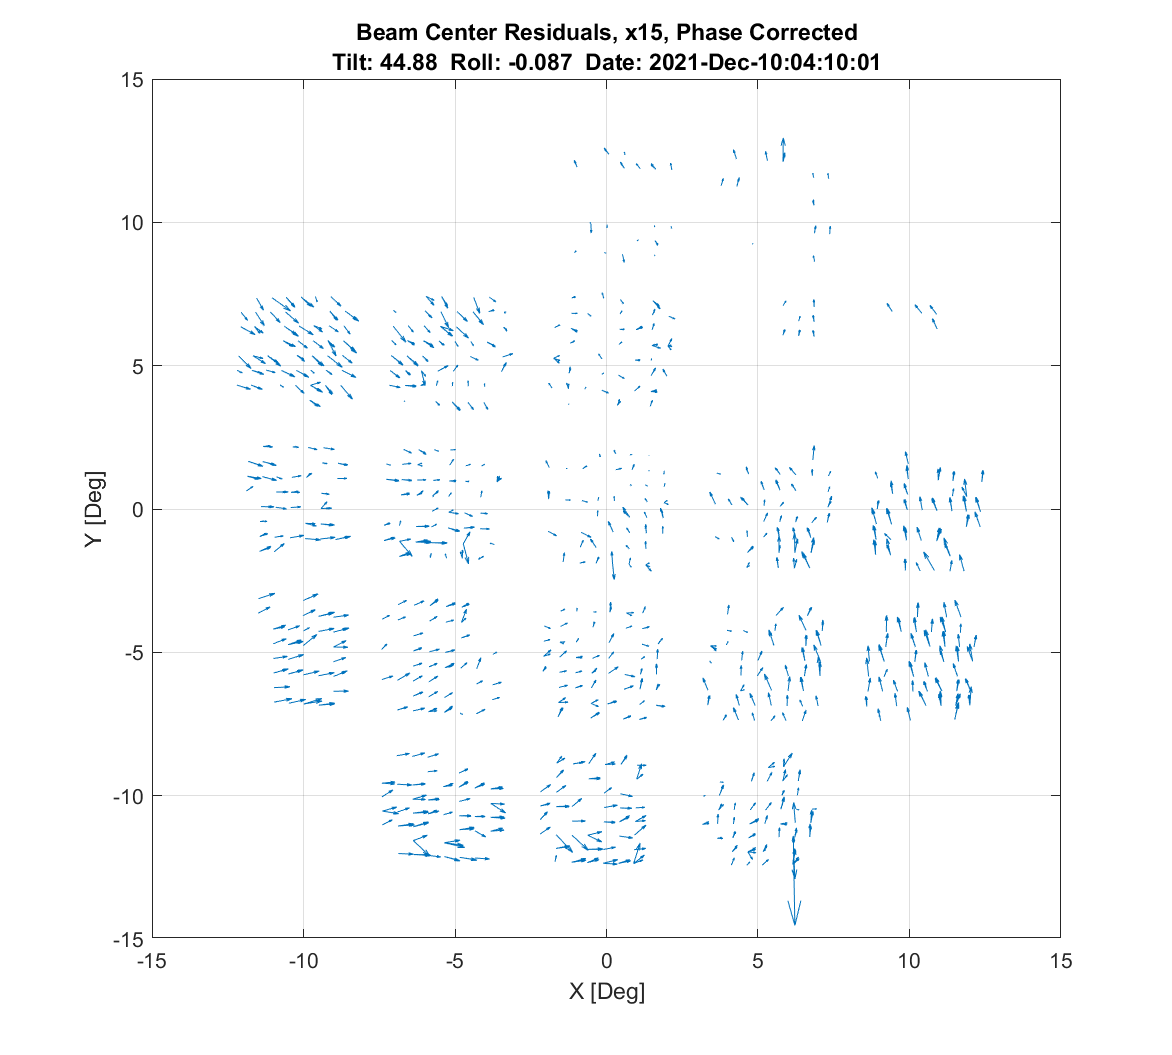 Beam Center Residuals, x15, Phase Corrected
Tilt: 44.88 Roll: -0.087 Date: 2021-Dec-10:04:10:01
15
10
5
0
-5
-10
-15
Y [Deg]
-15 -10 -5 0 5 10 15
X [Deg]